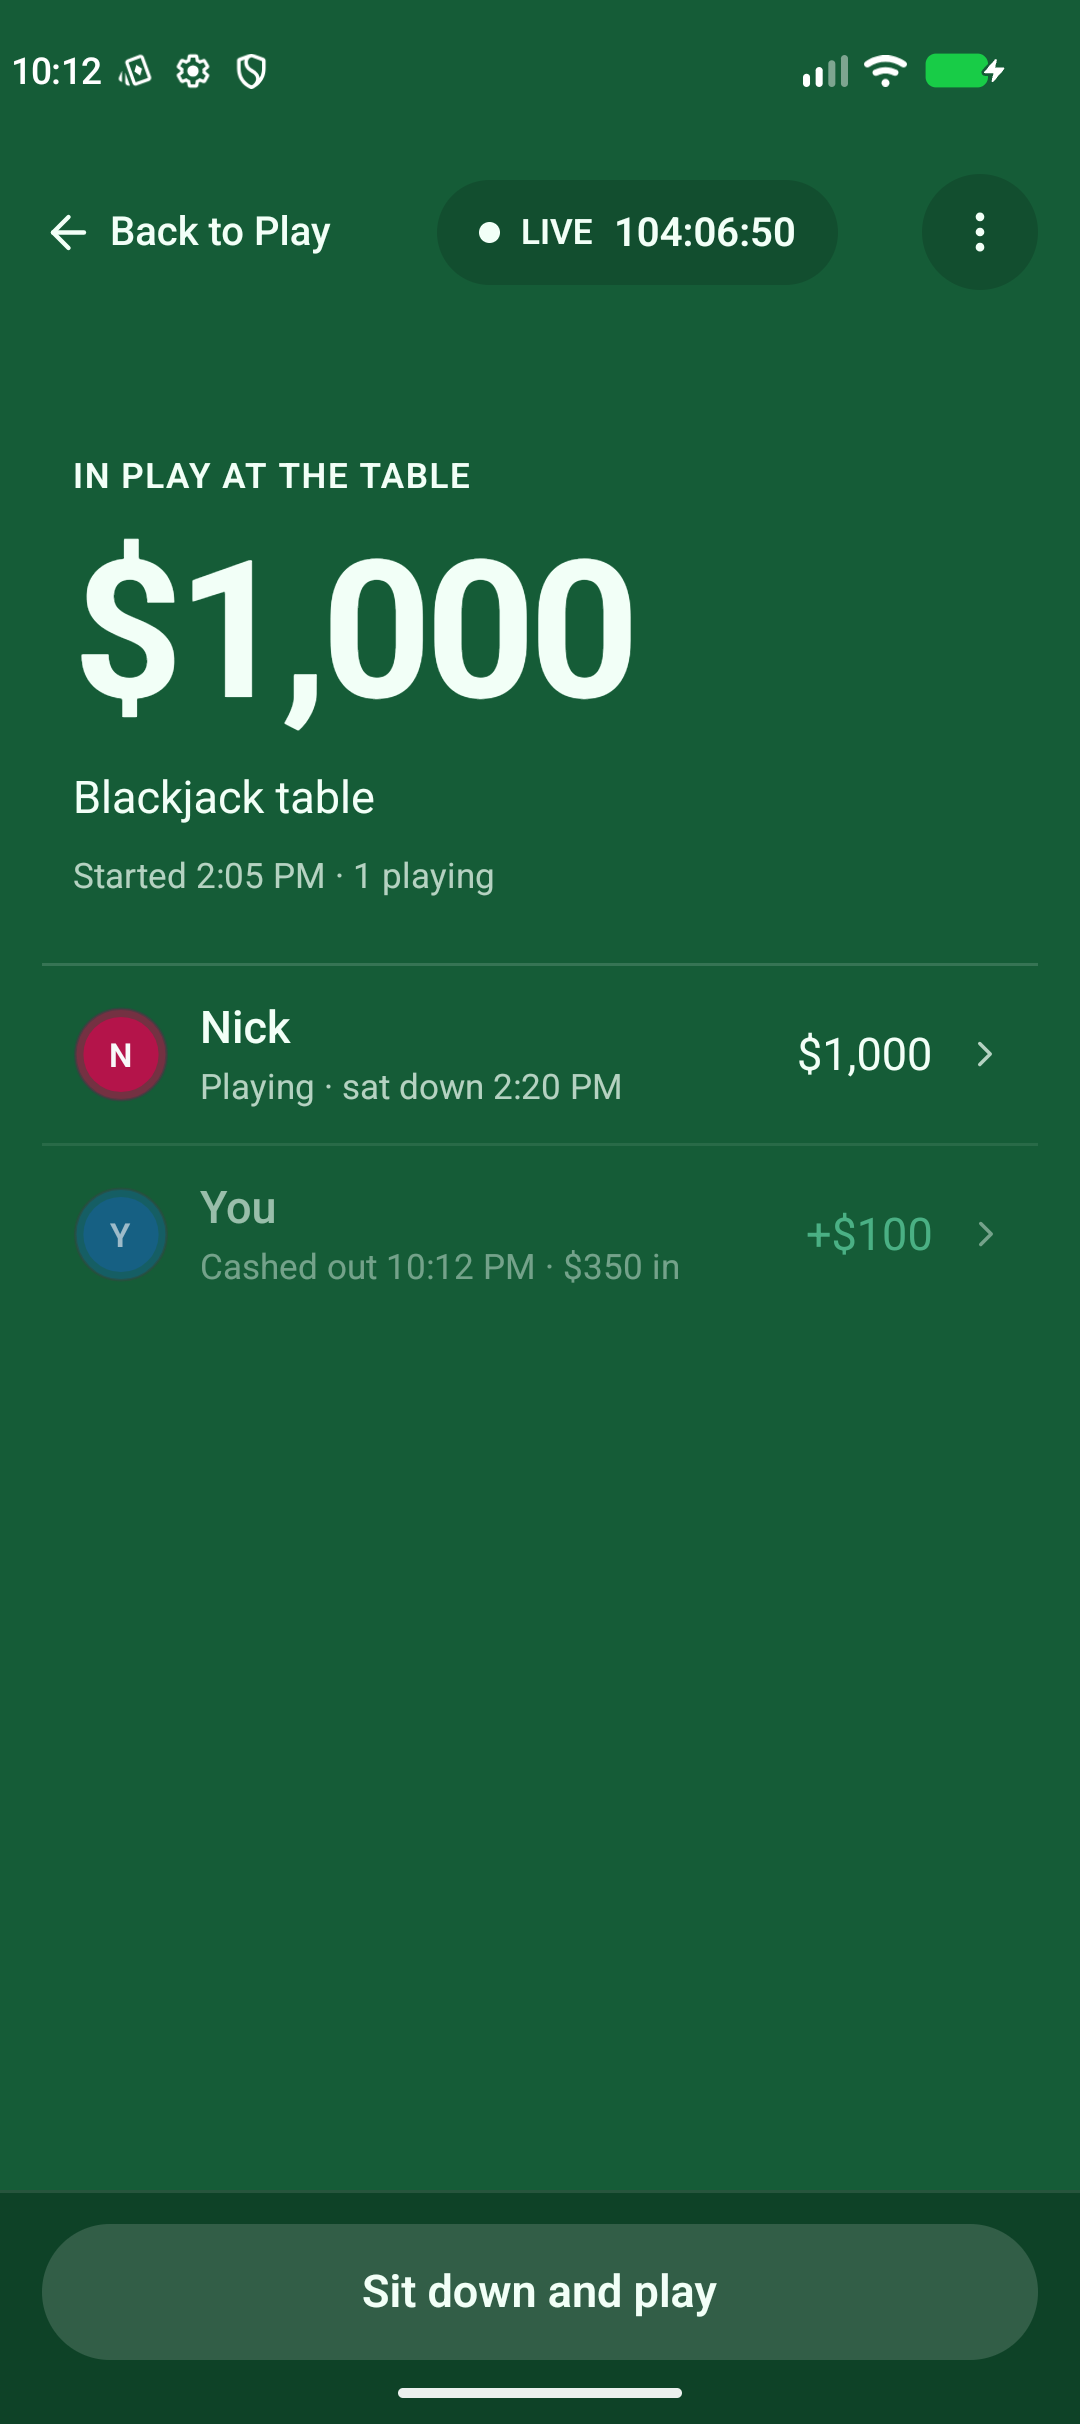 10:12
Back to Play
LIVE 104:06:50
IN PLAY AT THE TABLE
$1,000
Blackjack table
Started 2:05 PM · 1 playing
N
Nick
Playing · sat down 2:20 PM
$1,000
Y
You
Cashed out 10:12 PM · $350 in
+$100
Sit down and play